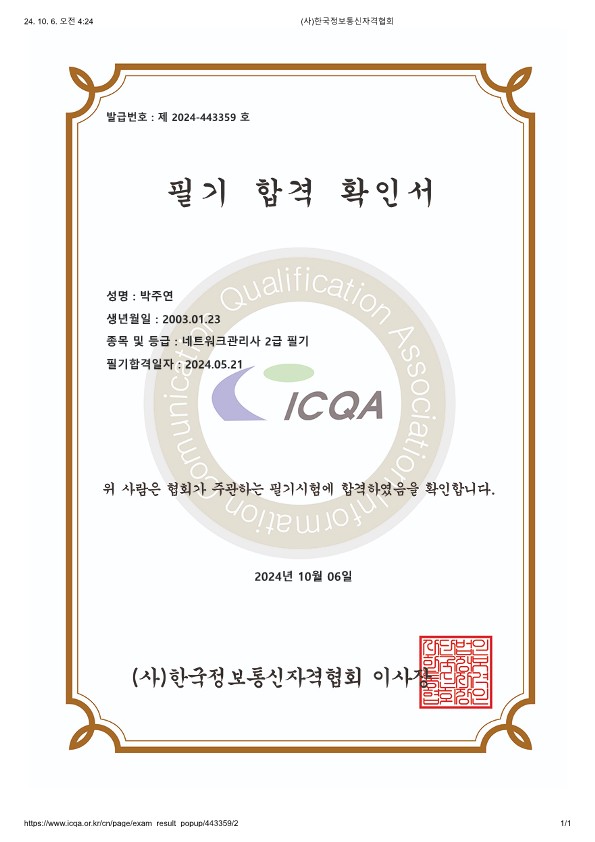 24. 10. 6. 오전 4:24
(사)한국정보통신자격협회
발급번호 : 제 2024-443359 호
필기 합격 확인서
성명 : 박주연
생년월일 : 2003.01.23
종목 및 등급 : 네트워크관리사 2급 필기
필기합격일자 : 2024.05.21
Information Communication Qualification Association
ICQA
위 사람은 협회가 주관하는 필기시험에 합격하였음을 확인합니다.
2024년 10월 06일
(사)한국정보통신자격협회 이사장
https://www.icqa.or.kr/cn/page/exam_result_popup/443359/2
1/1